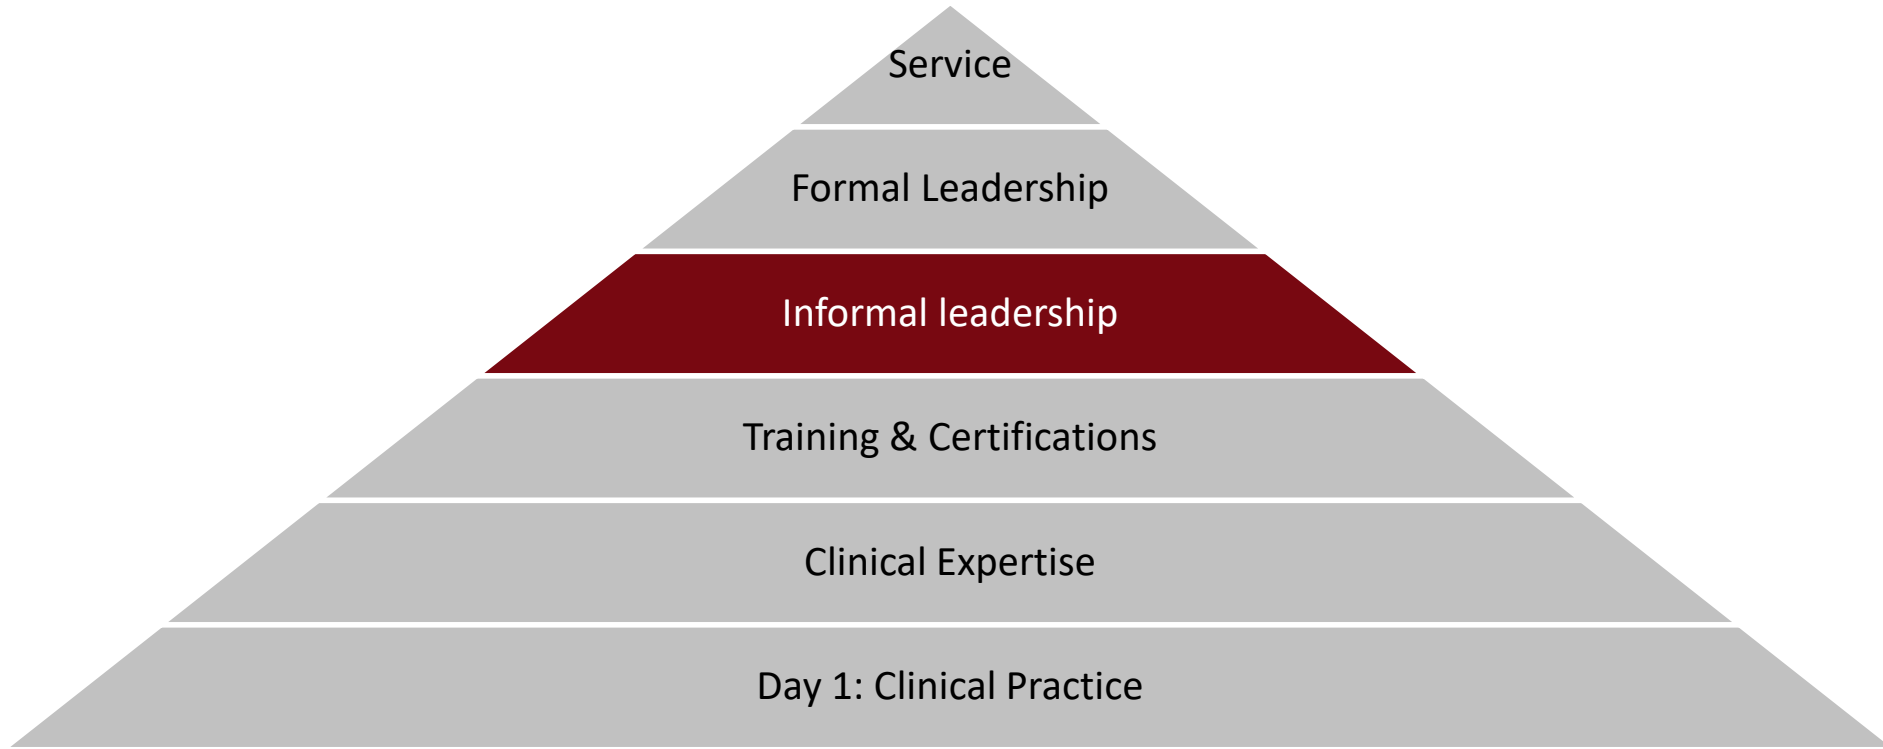 Service
Formal Leadership
Informal leadership
Training & Certifications
Clinical Expertise
Day 1: Clinical Practice